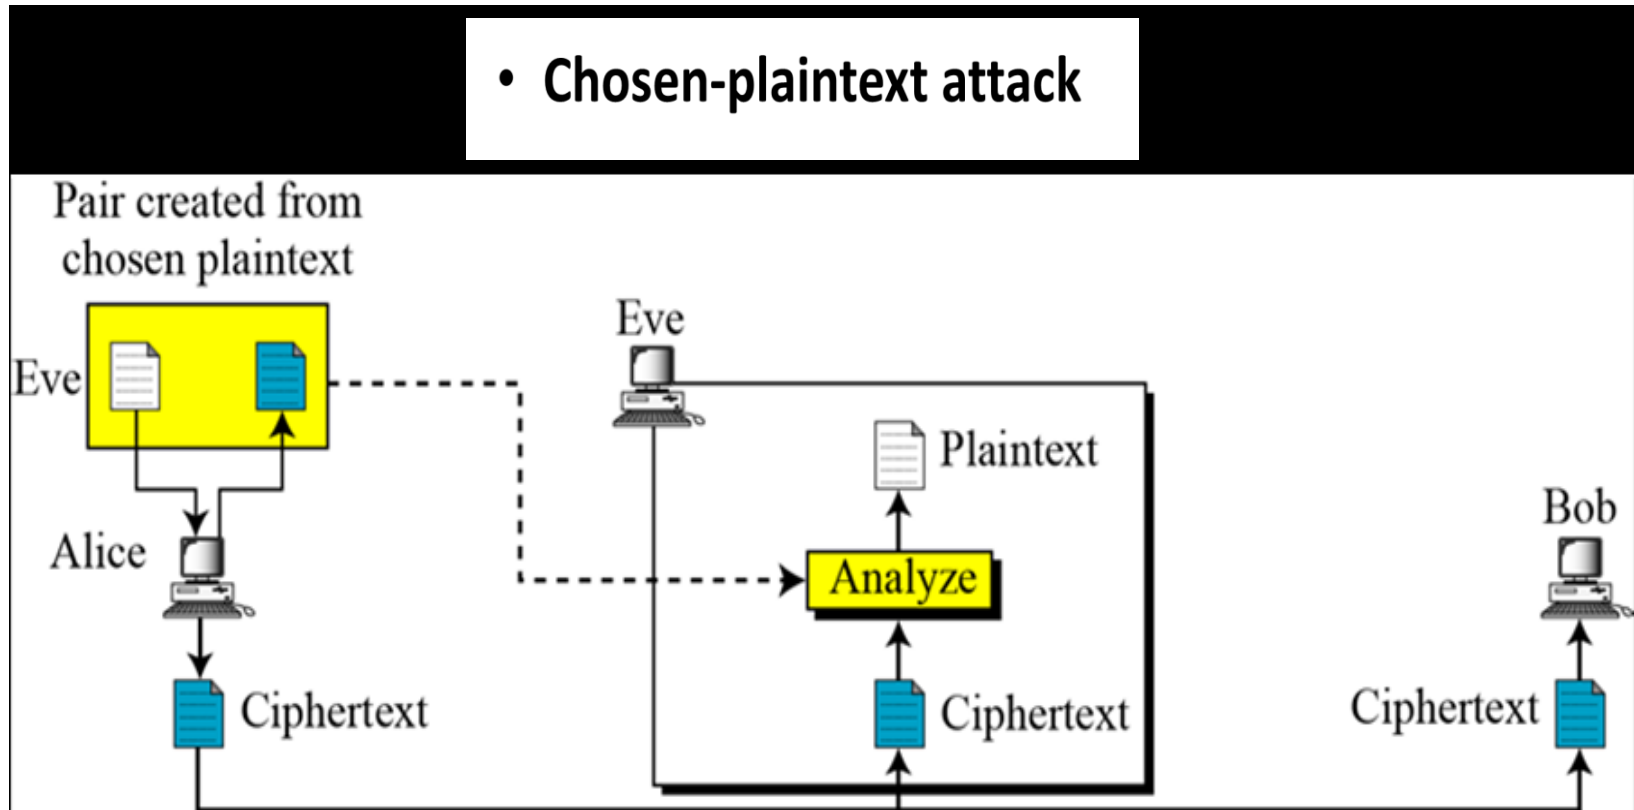 • Chosen-plaintext attack
Pair created from
chosen plaintext
Eve
Eve
Plaintext
Bob
Alice
Analyze
Ciphertext
Ciphertext
Ciphertext